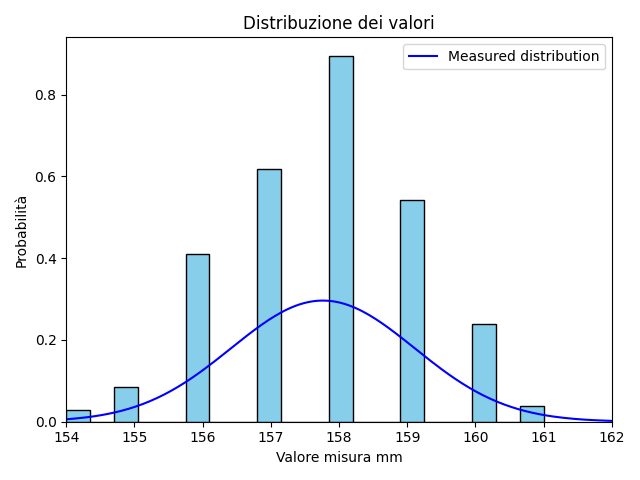 Distribuzione dei valori
Measured distribution
Probabilità
0.8
0.6
0.4
0.2
0.0
154 155 156 157 158 159 160 161 162
Valore misura mm